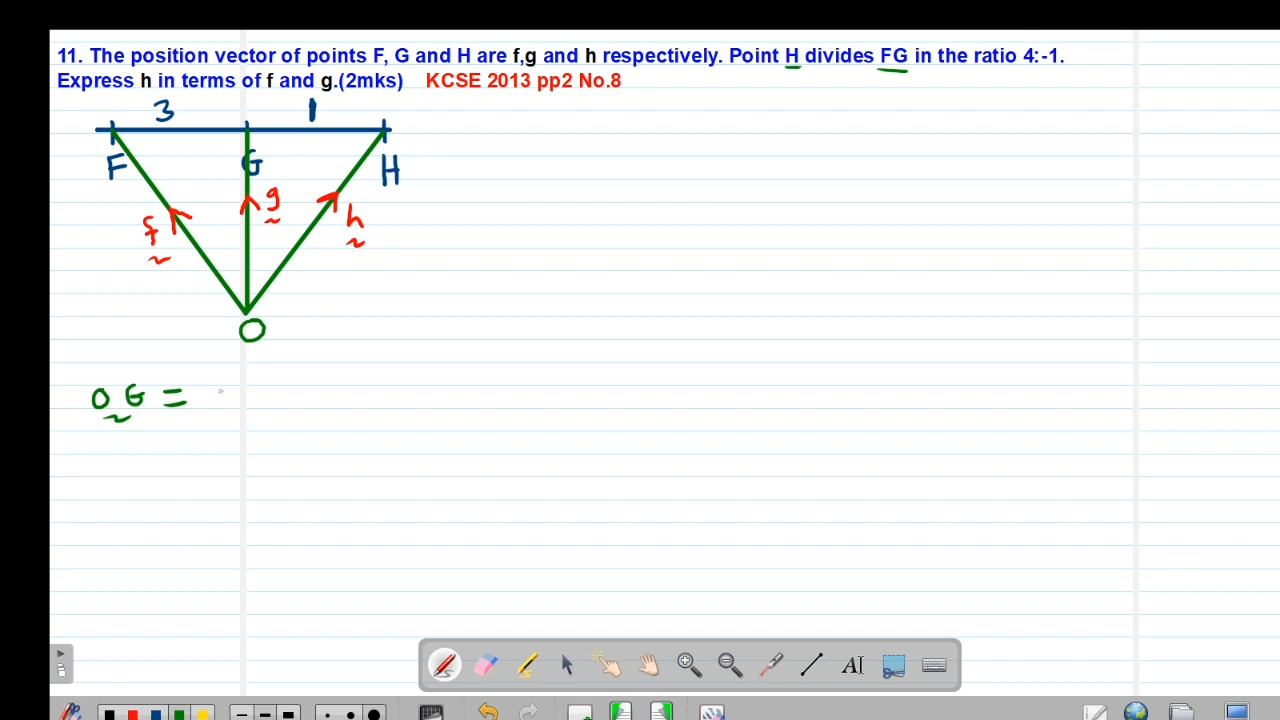 11. The position vector of points F, G and H are f,g and h respectively. Point H divides FG in the ratio 4:-1.
Express h in terms of f and g.(2mks) KCSE 2013 pp2 No.8
3 1
F G H
f g h
O
OG =
AI